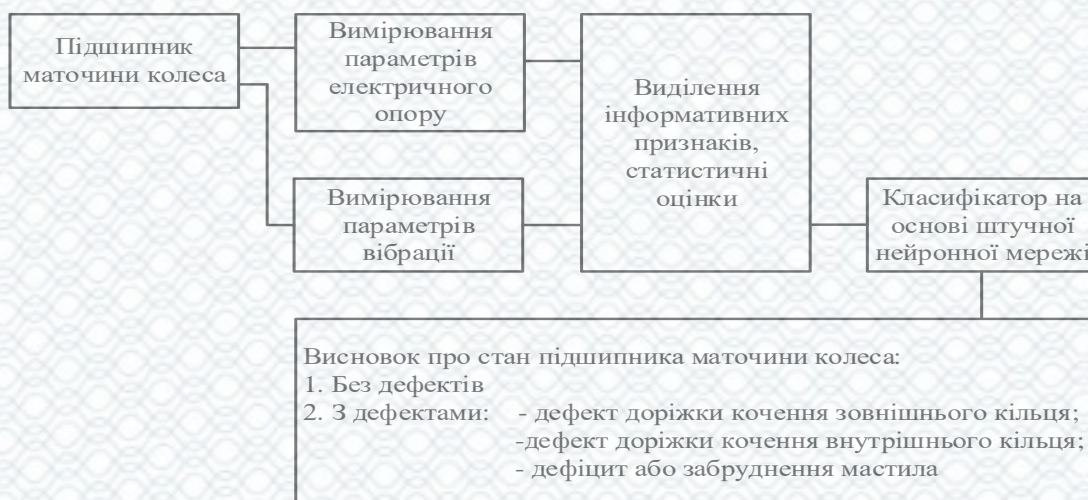 Підшипник
маточини колеса
Вимірювання
параметрів
електричного
опору
Вимірювання
параметрів
вібрації
Виділення
інформативних
признаків,
статистичні
оцінки
Класифікатор на
основі штучної
нейронної мережі
Висновок про стан підшипника маточини колеса:
1. Без дефектів
2. З дефектами: - дефект доріжки кочення зовнішнього кільця;
-дефект доріжки кочення внутрішнього кільця;
- дефіцит або забруднення мастила